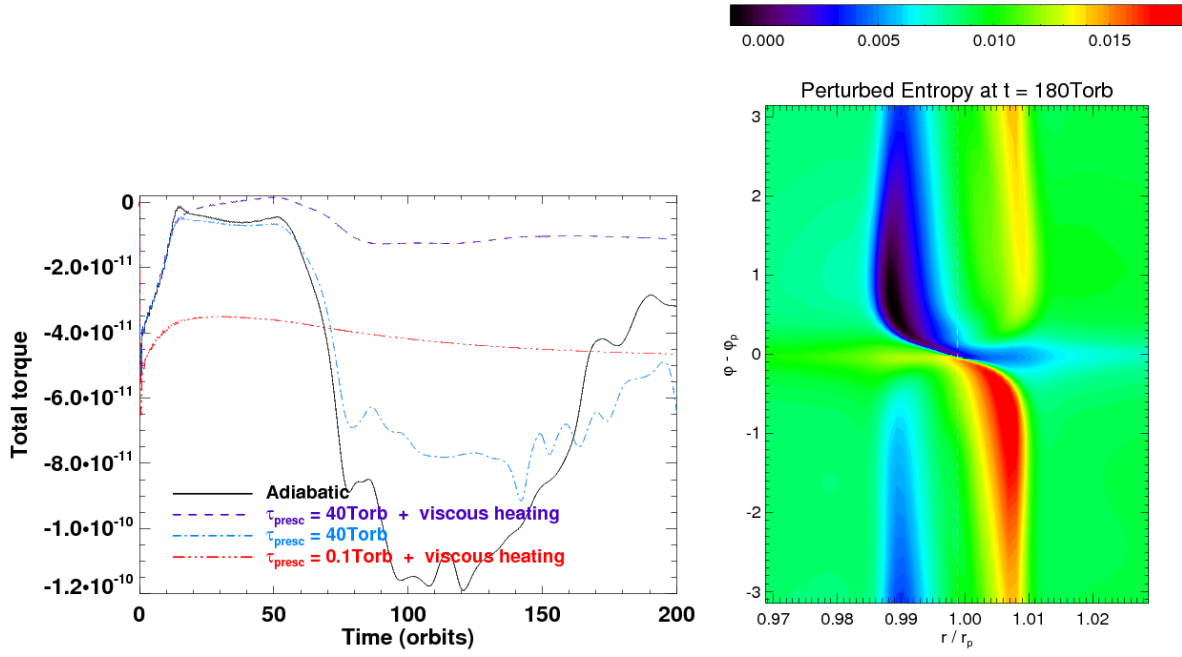 0
-2.0•10⁻¹¹
-4.0•10⁻¹¹
-6.0•10⁻¹¹
-8.0•10⁻¹¹
-1.0•10⁻¹⁰
-1.2•10⁻¹⁰
Total torque
Adiabatic
τpresc = 40Torb + viscous heating
τpresc = 40Torb
τpresc = 0.1Torb + viscous heating
0 50 100 150 200
Time (orbits)
0.000 0.005 0.010 0.015
Perturbed Entropy at t = 180Torb
3
2
1
0
-1
-2
-3
φ - φp
0.97 0.98 0.99 1.00 1.01 1.02
r / rp